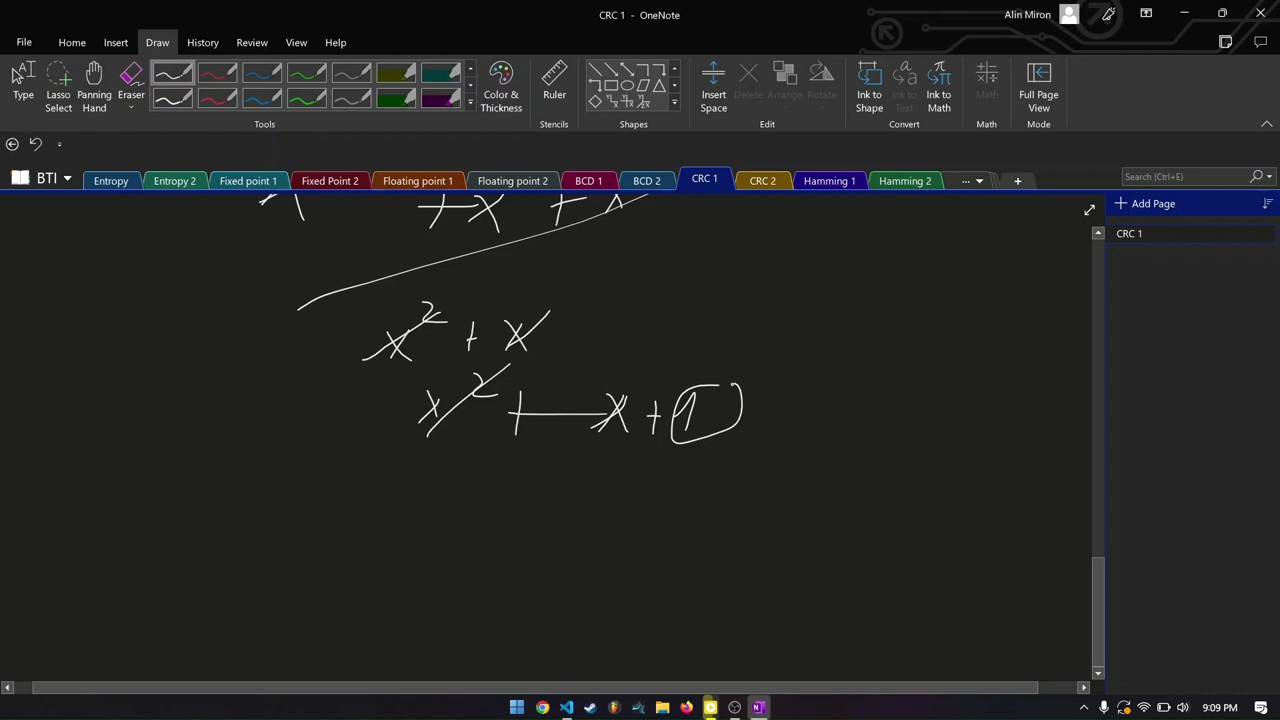 CRC 1 - OneNote
Alin Miron
File Home Insert Draw History Review View Help
Type
Lasso Select
Panning Hand
Eraser
Color & Thickness
Ruler
Insert Space
Delete
Arrange
Rotate
Ink to Shape
Ink to Text
Ink to Math
Math
Full Page View
Tools Stencils Shapes Edit Convert Math Mode
BTI Entropy Entropy 2 Fixed point 1 Fixed Point 2 Floating point 1 Floating point 2 BCD 1 BCD 2 CRC 1 CRC 2 Hamming 1 Hamming 2 ... + Search (Ctrl+E)
Add Page
CRC 1
+x +
x² + x
x² + x + 1
9:09 PM